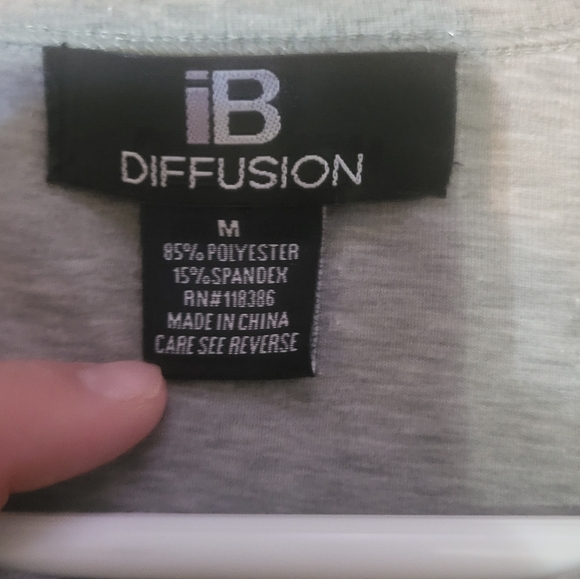 iB
DIFFUSION
M
85% POLYESTER
15% SPANDEX
RN#118386
MADE IN CHINA
CARE SEE REVERSE